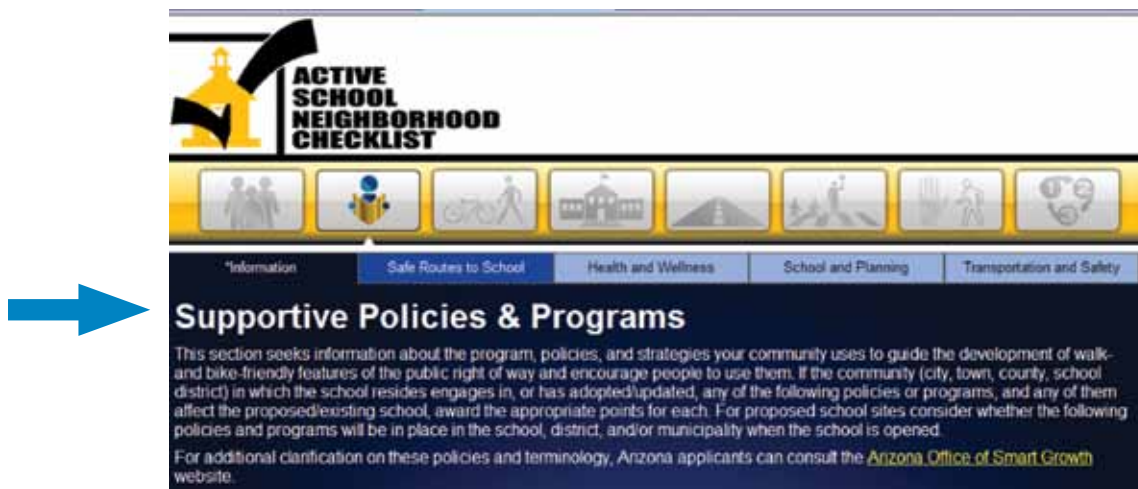 ACTIVE
SCHOOL
NEIGHBORHOOD
CHECKLIST
1 2
3
*Information Safe Routes to School Health and Wellness School and Planning Transportation and Safety
Supportive Policies & Programs
This section seeks information about the program, policies, and strategies your community uses to guide the development of walk-
and bike-friendly features of the public right of way and encourage people to use them. If the community (city, town, county, school
district) in which the school resides engages in, or has adopted/updated, any of the following policies or programs, and any of them
affect the proposed/existing school, award the appropriate points for each. For proposed school sites consider whether the following
policies and programs will be in place in the school, district, and/or municipality when the school is opened.
For additional clarification on these policies and terminology, Arizona applicants can consult the Arizona Office of Smart Growth
website.